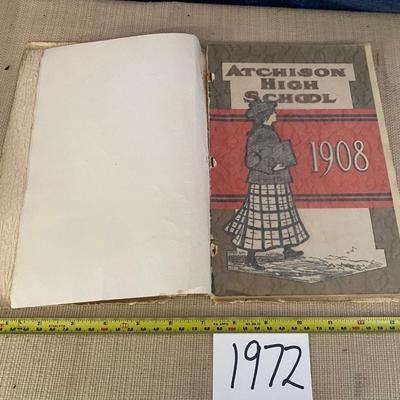 ATCHISON
HIGH
SCHOOL
1908
1972